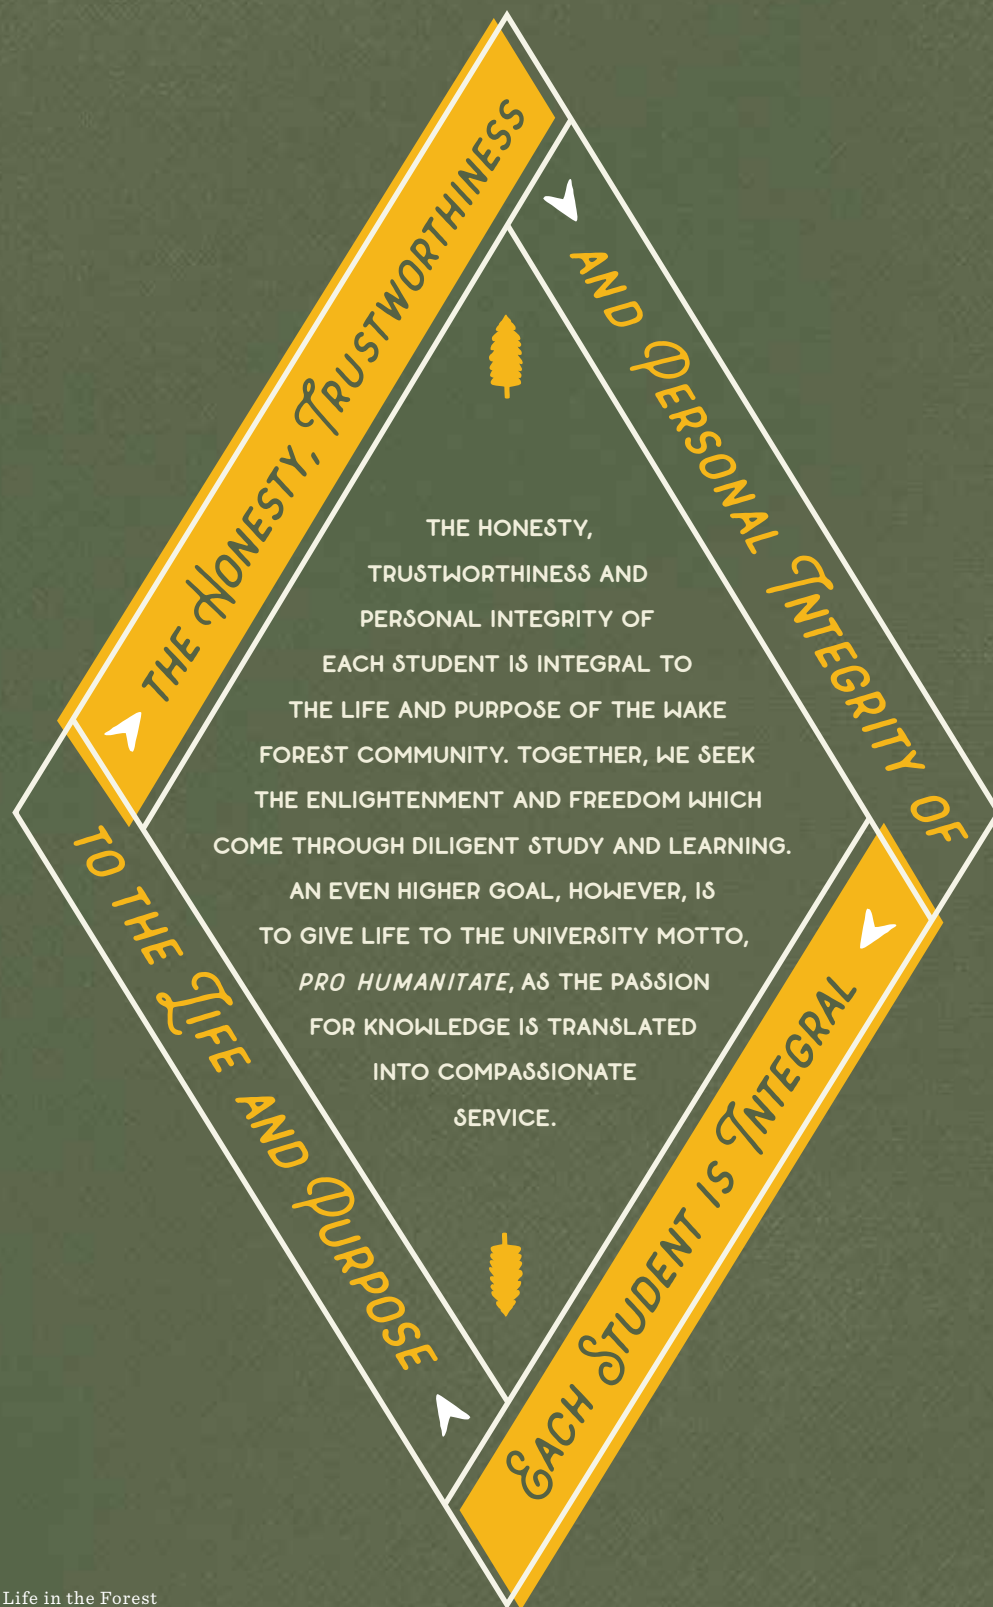 THE HONESTY, TRUSTWORTHINESS
AND PERSONAL INTEGRITY OF
EACH STUDENT IS INTEGRAL
TO THE LIFE AND PURPOSE
THE HONESTY,
TRUSTWORTHINESS AND
PERSONAL INTEGRITY OF
EACH STUDENT IS INTEGRAL TO
THE LIFE AND PURPOSE OF THE WAKE
FOREST COMMUNITY. TOGETHER, WE SEEK
THE ENLIGHTENMENT AND FREEDOM WHICH
COME THROUGH DILIGENT STUDY AND LEARNING.
AN EVEN HIGHER GOAL, HOWEVER, IS
TO GIVE LIFE TO THE UNIVERSITY MOTTO,
PRO HUMANITATE, AS THE PASSION
FOR KNOWLEDGE IS TRANSLATED
INTO COMPASSIONATE
SERVICE.
Life in the Forest